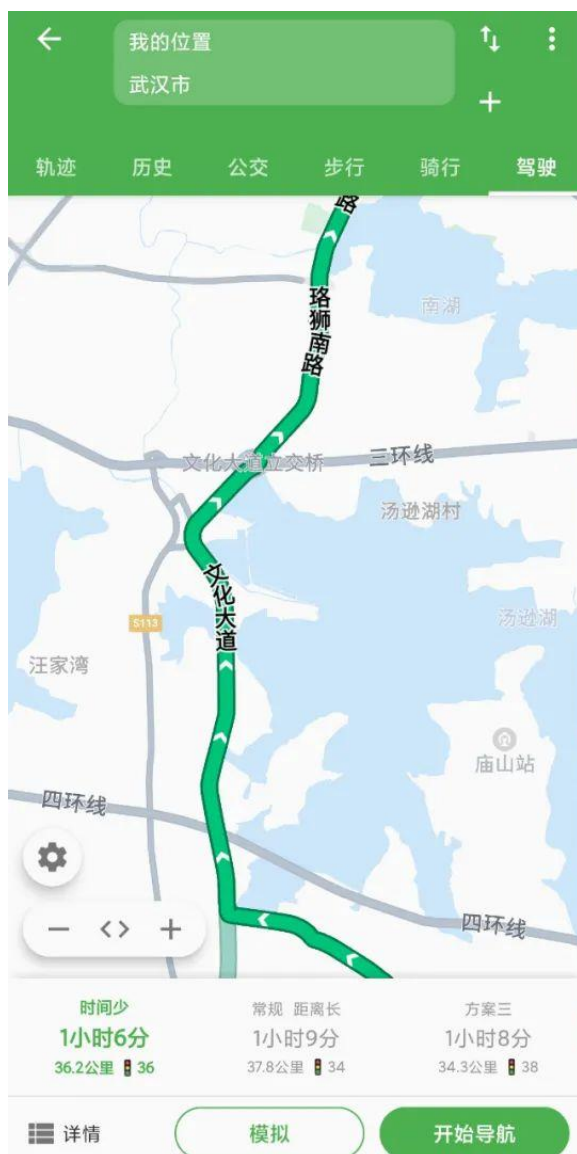 我的位置
武汉市
轨迹 历史 公交 步行 骑行 驾驶
路
珞狮南路
南湖
文化大道立交桥
三环线
汤逊湖村
文化大道
S113
汤逊湖
汪家湾
庙山站
四环线
四环线
时间少
1小时6分
36.2公里 36
常规 距离长
1小时9分
37.8公里 34
方案三
1小时8分
34.3公里 38
详情
模拟
开始导航